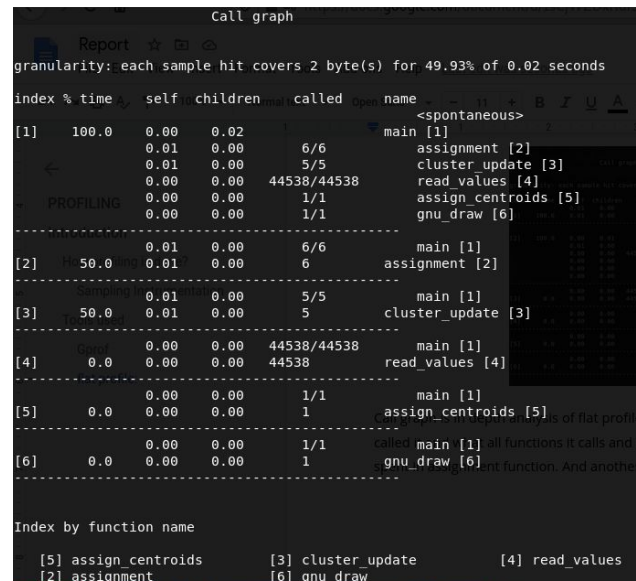 Call graph
Report
granularity: each sample hit covers 2 byte(s) for 49.93% of 0.02 seconds
index % time    self  children    called     name
                                                 <spontaneous>
[1]    100.0    0.00    0.02                 main [1]
                0.01    0.00       6/6           assignment [2]
                0.01    0.00       5/5           cluster_update [3]
                0.00    0.00   44538/44538       read_values [4]
                0.00    0.00       1/1           assign_centroids [5]
                0.00    0.00       1/1           gnu_draw [6]
-----------------------------------------------
                0.01    0.00       6/6           main [1]
[2]     50.0    0.01    0.00       6         assignment [2]
-----------------------------------------------
                0.01    0.00       5/5           main [1]
[3]     50.0    0.01    0.00       5         cluster_update [3]
-----------------------------------------------
                0.00    0.00   44538/44538       main [1]
[4]      0.0    0.00    0.00   44538         read_values [4]
-----------------------------------------------
                0.00    0.00       1/1           main [1]
[5]      0.0    0.00    0.00       1         assign_centroids [5]
-----------------------------------------------
                0.00    0.00       1/1           main [1]
[6]      0.0    0.00    0.00       1         gnu_draw [6]
-----------------------------------------------
PROFILING
Index by function name
   [5] assign_centroids        [3] cluster_update          [4] read_values
   [2] assignment              [6] gnu_draw